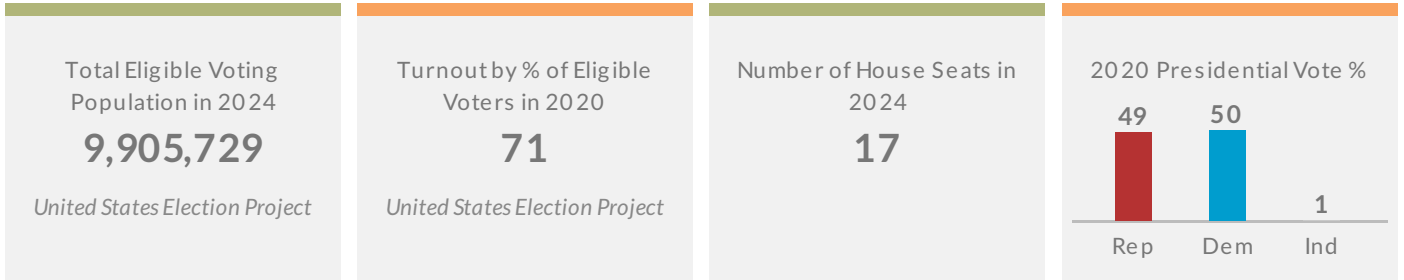 Total Eligible Voting
Population in 2024
9,905,729
United States Election Project
Turnout by % of Eligible
Voters in 2020
71
United States Election Project
Number of House Seats in
2024
17
2020 Presidential Vote %
49
50
1
Rep
Dem
Ind